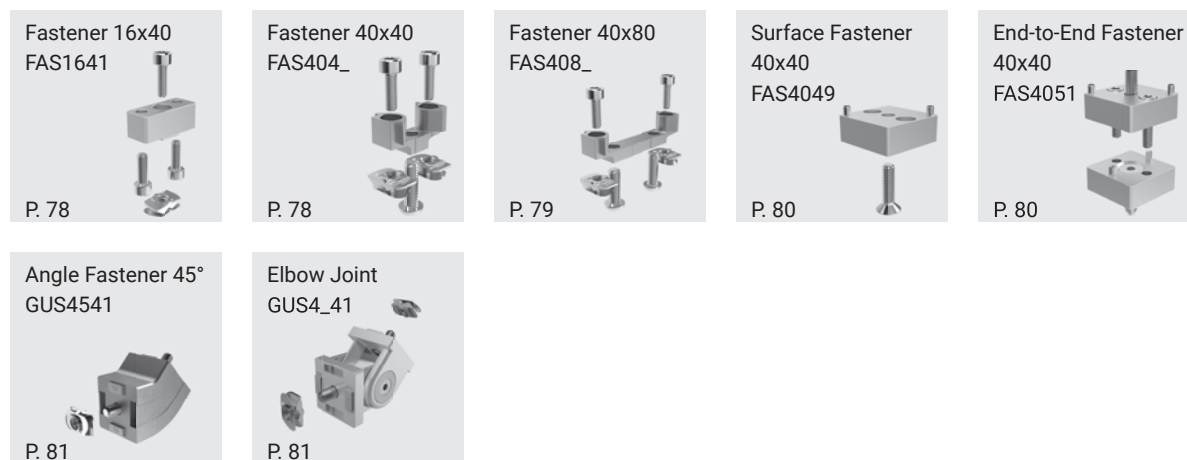 Fastener 16x40
FAS1641
P. 78
Fastener 40x40
FAS404_
P. 78
Fastener 40x80
FAS408_
P. 79
Surface Fastener
40x40
FAS4049
P. 80
End-to-End Fastener
40x40
FAS4051
P. 80
Angle Fastener 45°
GUS4541
P. 81
Elbow Joint
GUS4_41
P. 81